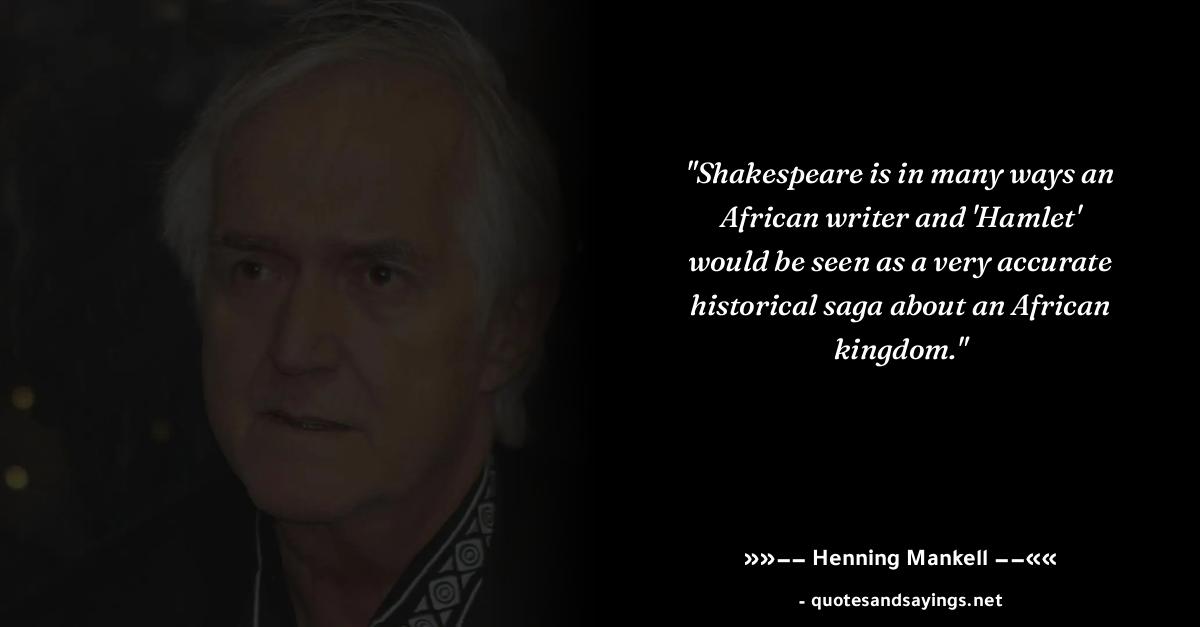 "Shakespeare is in many ways an
African writer and 'Hamlet'
would be seen as a very accurate
historical saga about an African
kingdom."
»»–– Henning Mankell ––««
- quotesandsayings.net